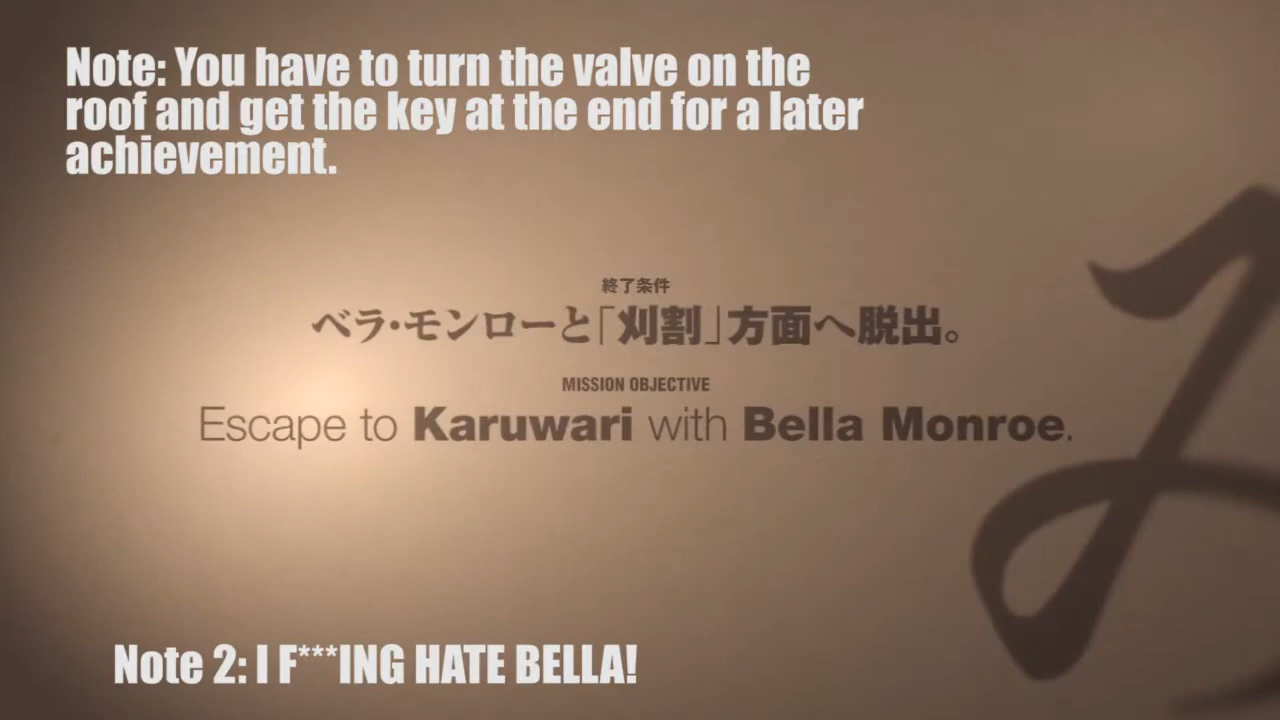 Note: You have to turn the valve on the
roof and get the key at the end for a later
achievement.
終了条件
ベラ・モンローと「刈割」方面へ脱出。
MISSION OBJECTIVE
Escape to Karuwari with Bella Monroe.
Note 2: I F***ING HATE BELLA!